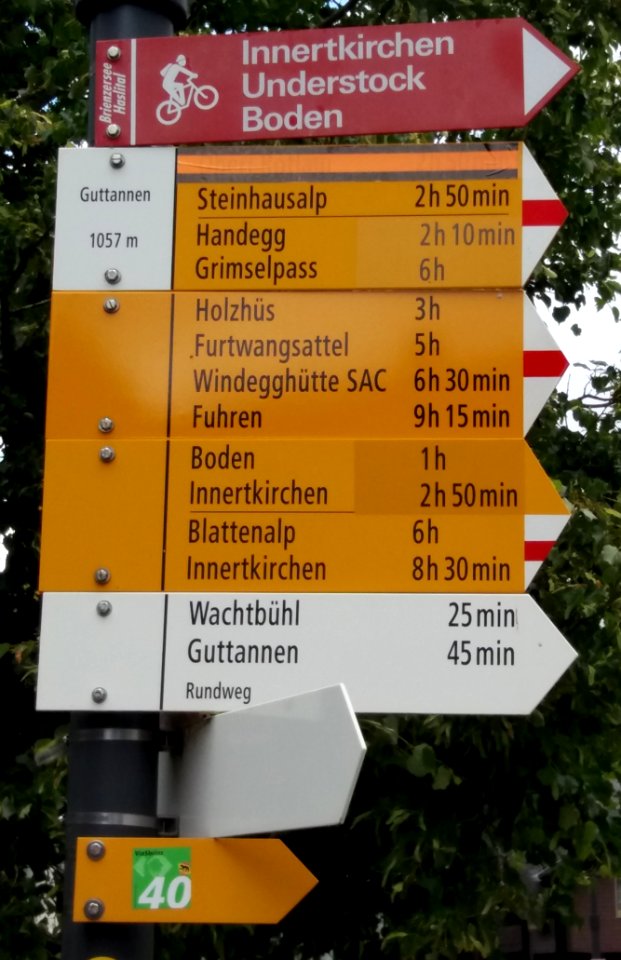 Brienzersee
Haslital
Innertkirchen
Understock
Boden
Guttannen
1057 m
Steinhausalp 2h 50min
Handegg 2h 10min
Grimselpass 6h
Holzhüs 3h
Furtwangsattel 5h
Windegghütte SAC 6h 30min
Fuhren 9h 15min
Boden 1h
Innertkirchen 2h 50min
Blattenalp 6h
Innertkirchen 8h 30min
Wachtbühl 25min
Guttannen 45min
Rundweg
40